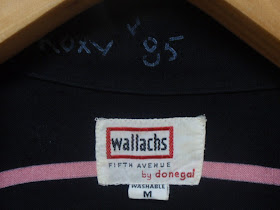 Roxy " 85
wallachs
FIFTH AVENUE
by donegal
WASHABLE
M